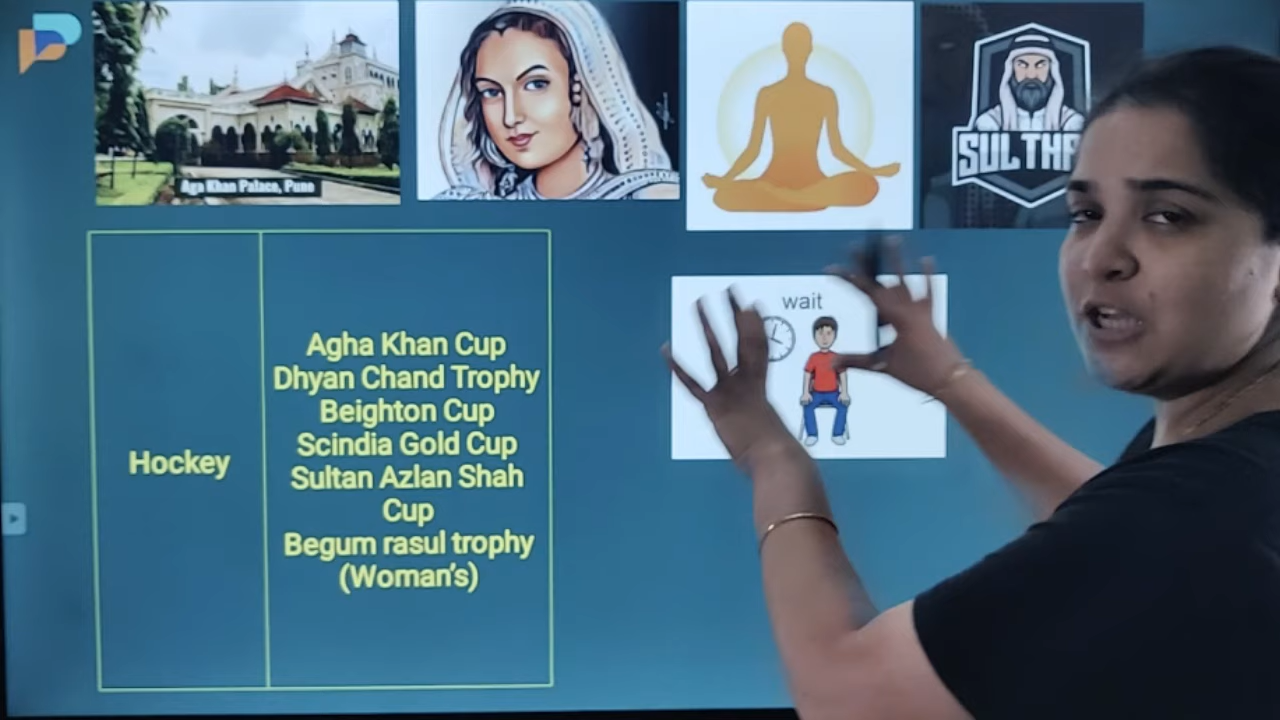 Aga Khan Palace, Pune
wait
Hockey
Agha Khan Cup
Dhyan Chand Trophy
Beighton Cup
Scindia Gold Cup
Sultan Azlan Shah
Cup
Begum rasul trophy
(Woman's)